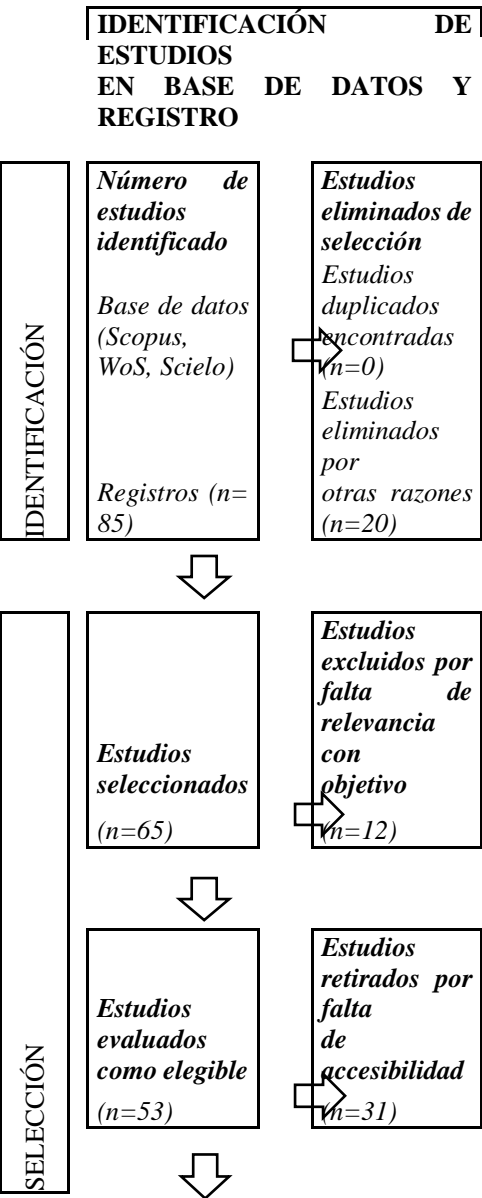 IDENTIFICACIÓN DE
ESTUDIOS
EN BASE DE DATOS Y
REGISTRO
IDENTIFICACIÓN
Número de
estudios
identificado
Base de datos
(Scopus,
WoS, Scielo)
Registros (n=
85)
Estudios
eliminados de
selección
Estudios
duplicados
encontradas
(n=0)
Estudios
eliminados
por
otras razones
(n=20)
SELECCIÓN
Estudios
seleccionados
(n=65)
Estudios
excluidos por
falta de
relevancia
con
objetivo
(n=12)
Estudios
evaluados
como elegible
(n=53)
Estudios
retirados por
falta
de
accesibilidad
(n=31)